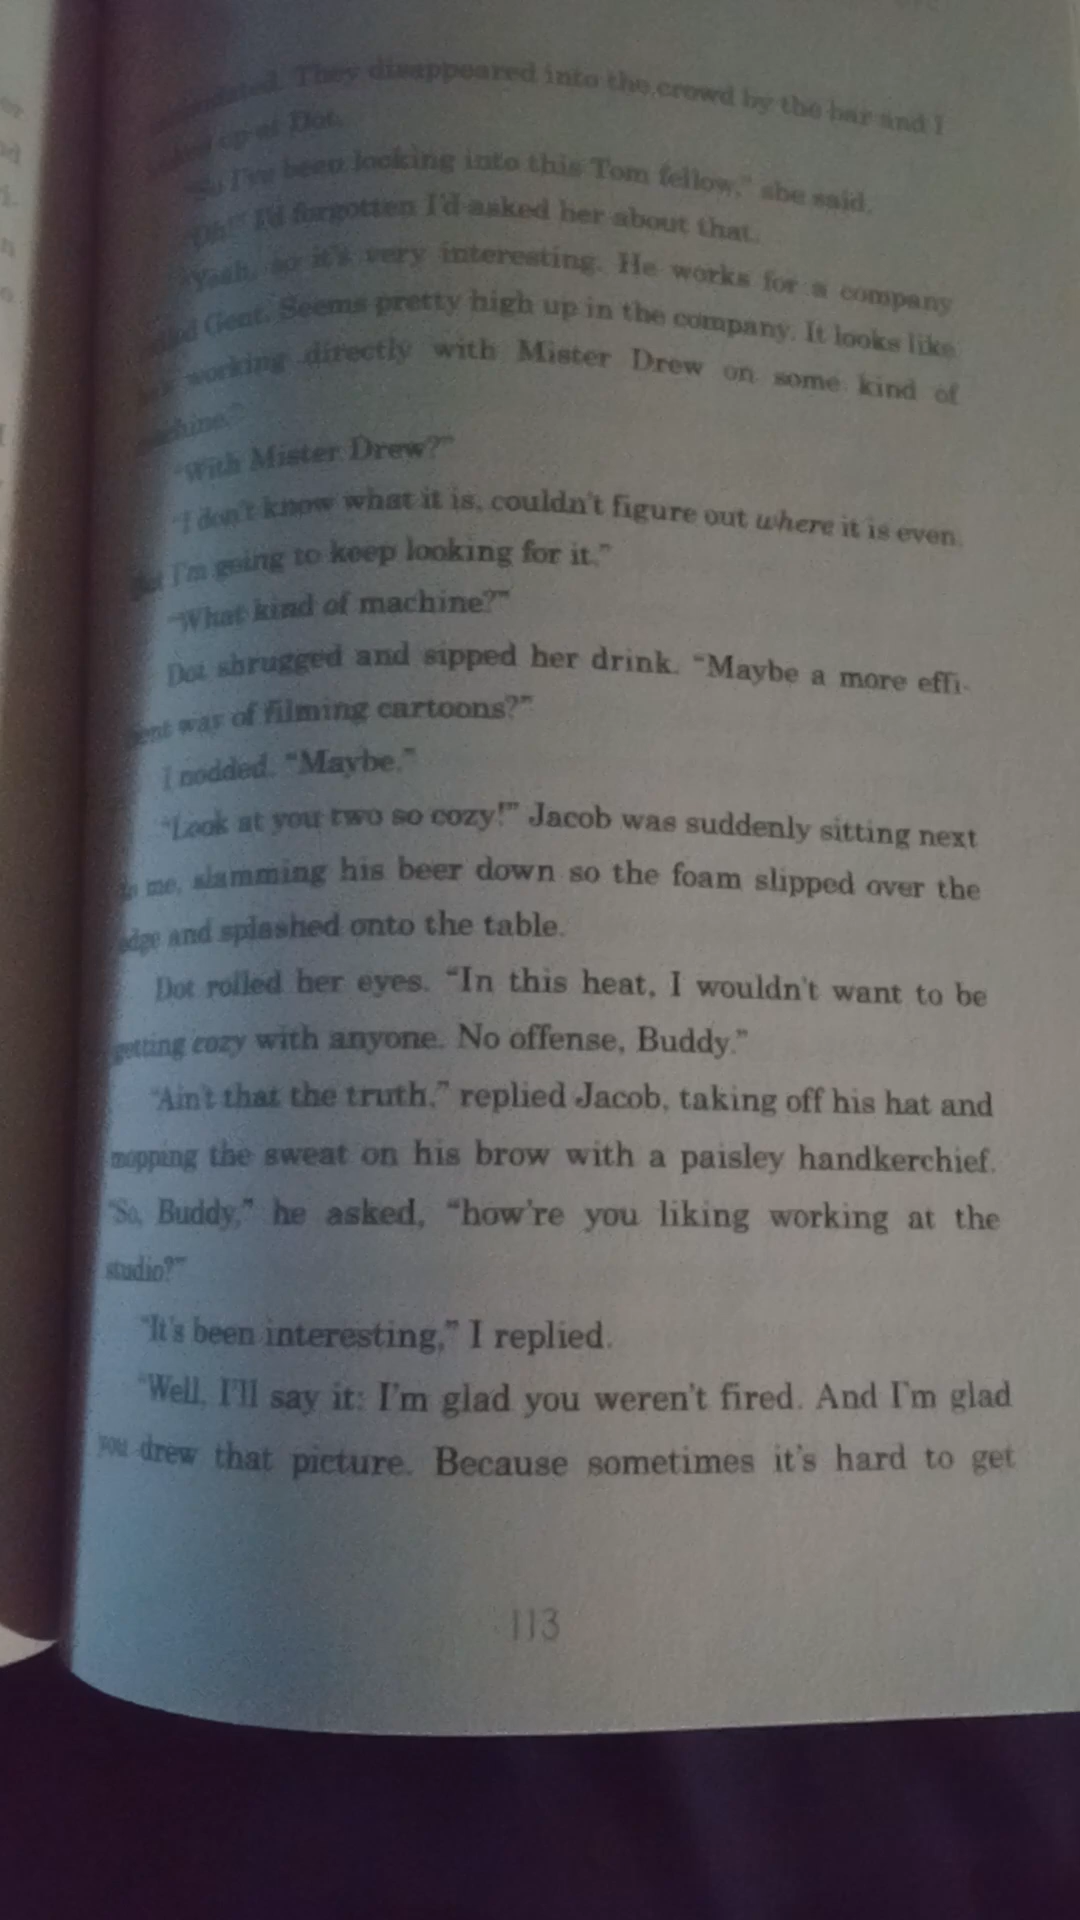 They disappeared into the crowd by the bar and I
up at Dot.
"So I've been looking into this Tom fellow," she said.
"Oh!" I'd forgotten I'd asked her about that.
"Yeah, so it's very interesting. He works for a company
Gent. Seems pretty high up in the company. It looks like
working directly with Mister Drew on some kind of
machine."
"With Mister Drew?"
"I don't know what it is, couldn't figure out where it is even.
But I'm going to keep looking for it."
"What kind of machine?"
Dot shrugged and sipped her drink. "Maybe a more effi-
cient way of filming cartoons?"
I nodded. "Maybe."
"Look at you two so cozy!" Jacob was suddenly sitting next
to me, slamming his beer down so the foam slipped over the
edge and splashed onto the table.
Dot rolled her eyes. "In this heat, I wouldn't want to be
getting cozy with anyone. No offense, Buddy."
"Ain't that the truth," replied Jacob, taking off his hat and
mopping the sweat on his brow with a paisley handkerchief.
"So, Buddy," he asked, "how're you liking working at the
studio?"
"It's been interesting," I replied.
"Well, I'll say it: I'm glad you weren't fired. And I'm glad
you drew that picture. Because sometimes it's hard to get
113